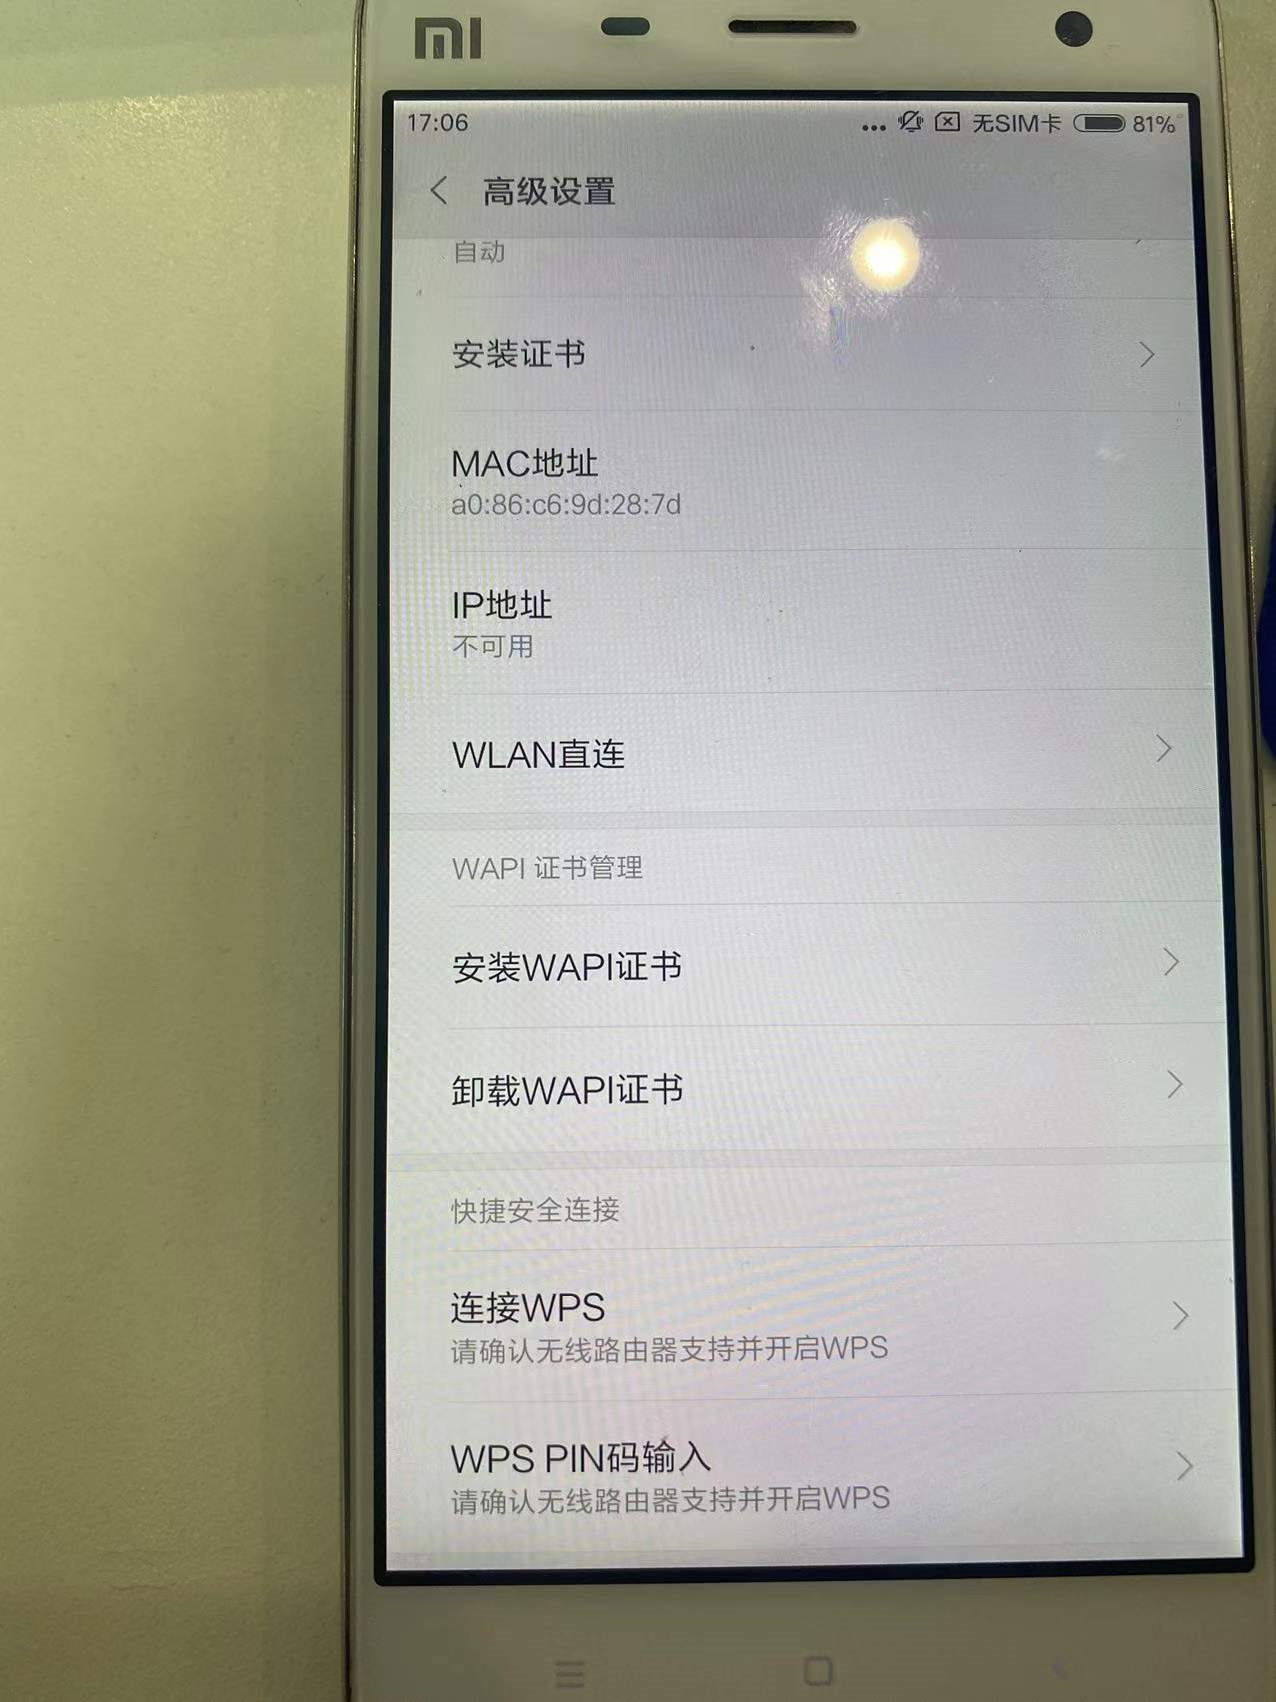 MI
17:06 ... 无SIM卡 81%
高级设置
自动
安装证书
MAC地址
a0:86:c6:9d:28:7d
IP地址
不可用
WLAN直连
WAPI 证书管理
安装WAPI证书
卸载WAPI证书
快捷安全连接
连接WPS
请确认无线路由器支持并开启WPS
WPS PIN码输入
请确认无线路由器支持并开启WPS